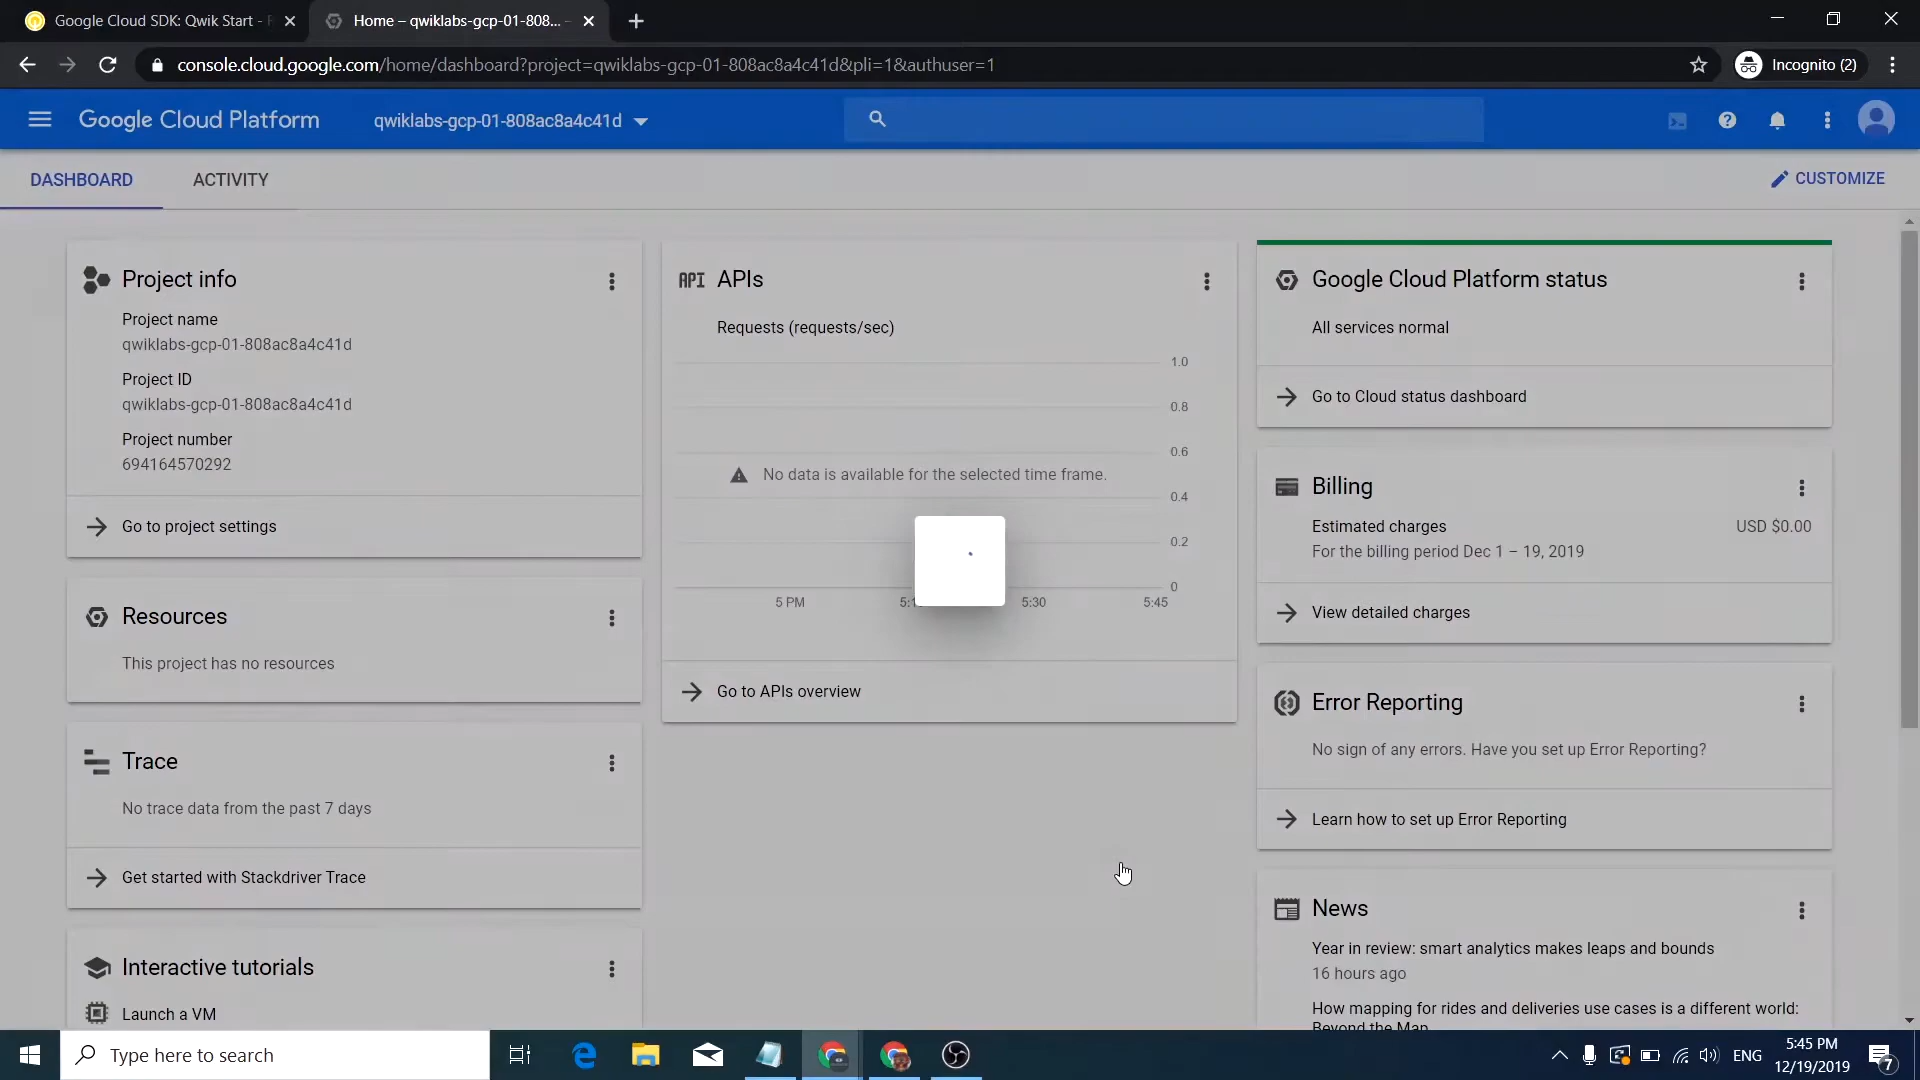 Google Cloud SDK: Qwik Start -
Home – qwiklabs-gcp-01-808...
console.cloud.google.com/home/dashboard?project=qwiklabs-gcp-01-808ac8a4c41d&pli=1&authuser=1
Incognito (2)
Google Cloud Platform
qwiklabs-gcp-01-808ac8a4c41d
DASHBOARD
ACTIVITY
CUSTOMIZE
Project info
Project name
qwiklabs-gcp-01-808ac8a4c41d
Project ID
qwiklabs-gcp-01-808ac8a4c41d
Project number
694164570292
Go to project settings
Resources
This project has no resources
Trace
No trace data from the past 7 days
Get started with Stackdriver Trace
Interactive tutorials
Launch a VM
API APIs
Requests (requests/sec)
1.0
0.8
0.6
No data is available for the selected time frame.
0.4
0.2
0
5 PM
5:30
5:45
Go to APIs overview
Google Cloud Platform status
All services normal
Go to Cloud status dashboard
Billing
Estimated charges
USD $0.00
For the billing period Dec 1 – 19, 2019
View detailed charges
Error Reporting
No sign of any errors. Have you set up Error Reporting?
Learn how to set up Error Reporting
News
Year in review: smart analytics makes leaps and bounds
16 hours ago
How mapping for rides and deliveries use cases is a different world:
Beyond the Map
Type here to search
ENG
5:45 PM
12/19/2019
7